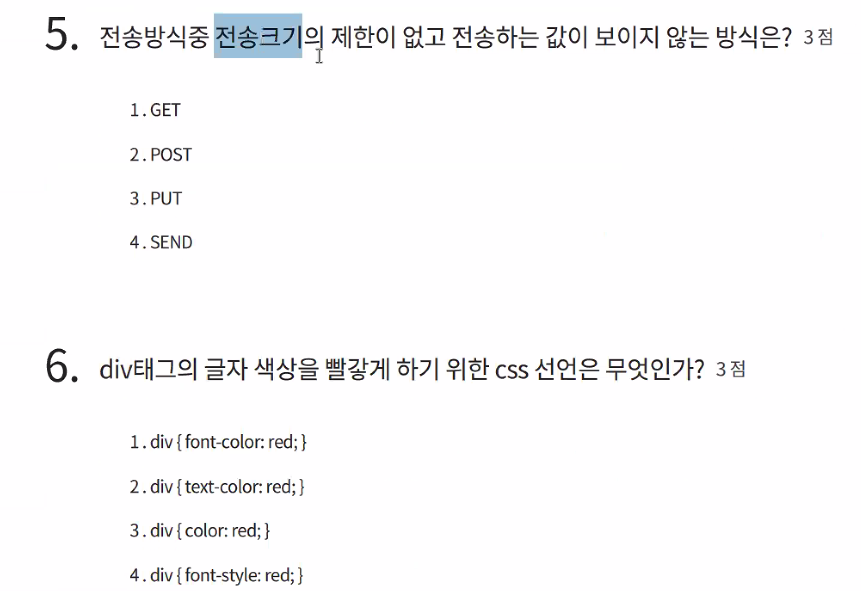 5. 전송방식중 전송크기의 제한이 없고 전송하는 값이 보이지 않는 방식은? 3 점
1. GET
2. POST
3. PUT
4. SEND
6. div태그의 글자 색상을 빨갛게 하기 위한 css 선언은 무엇인가? 3 점
1. div { font-color: red; }
2. div { text-color: red; }
3. div { color: red; }
4. div { font-style: red; }